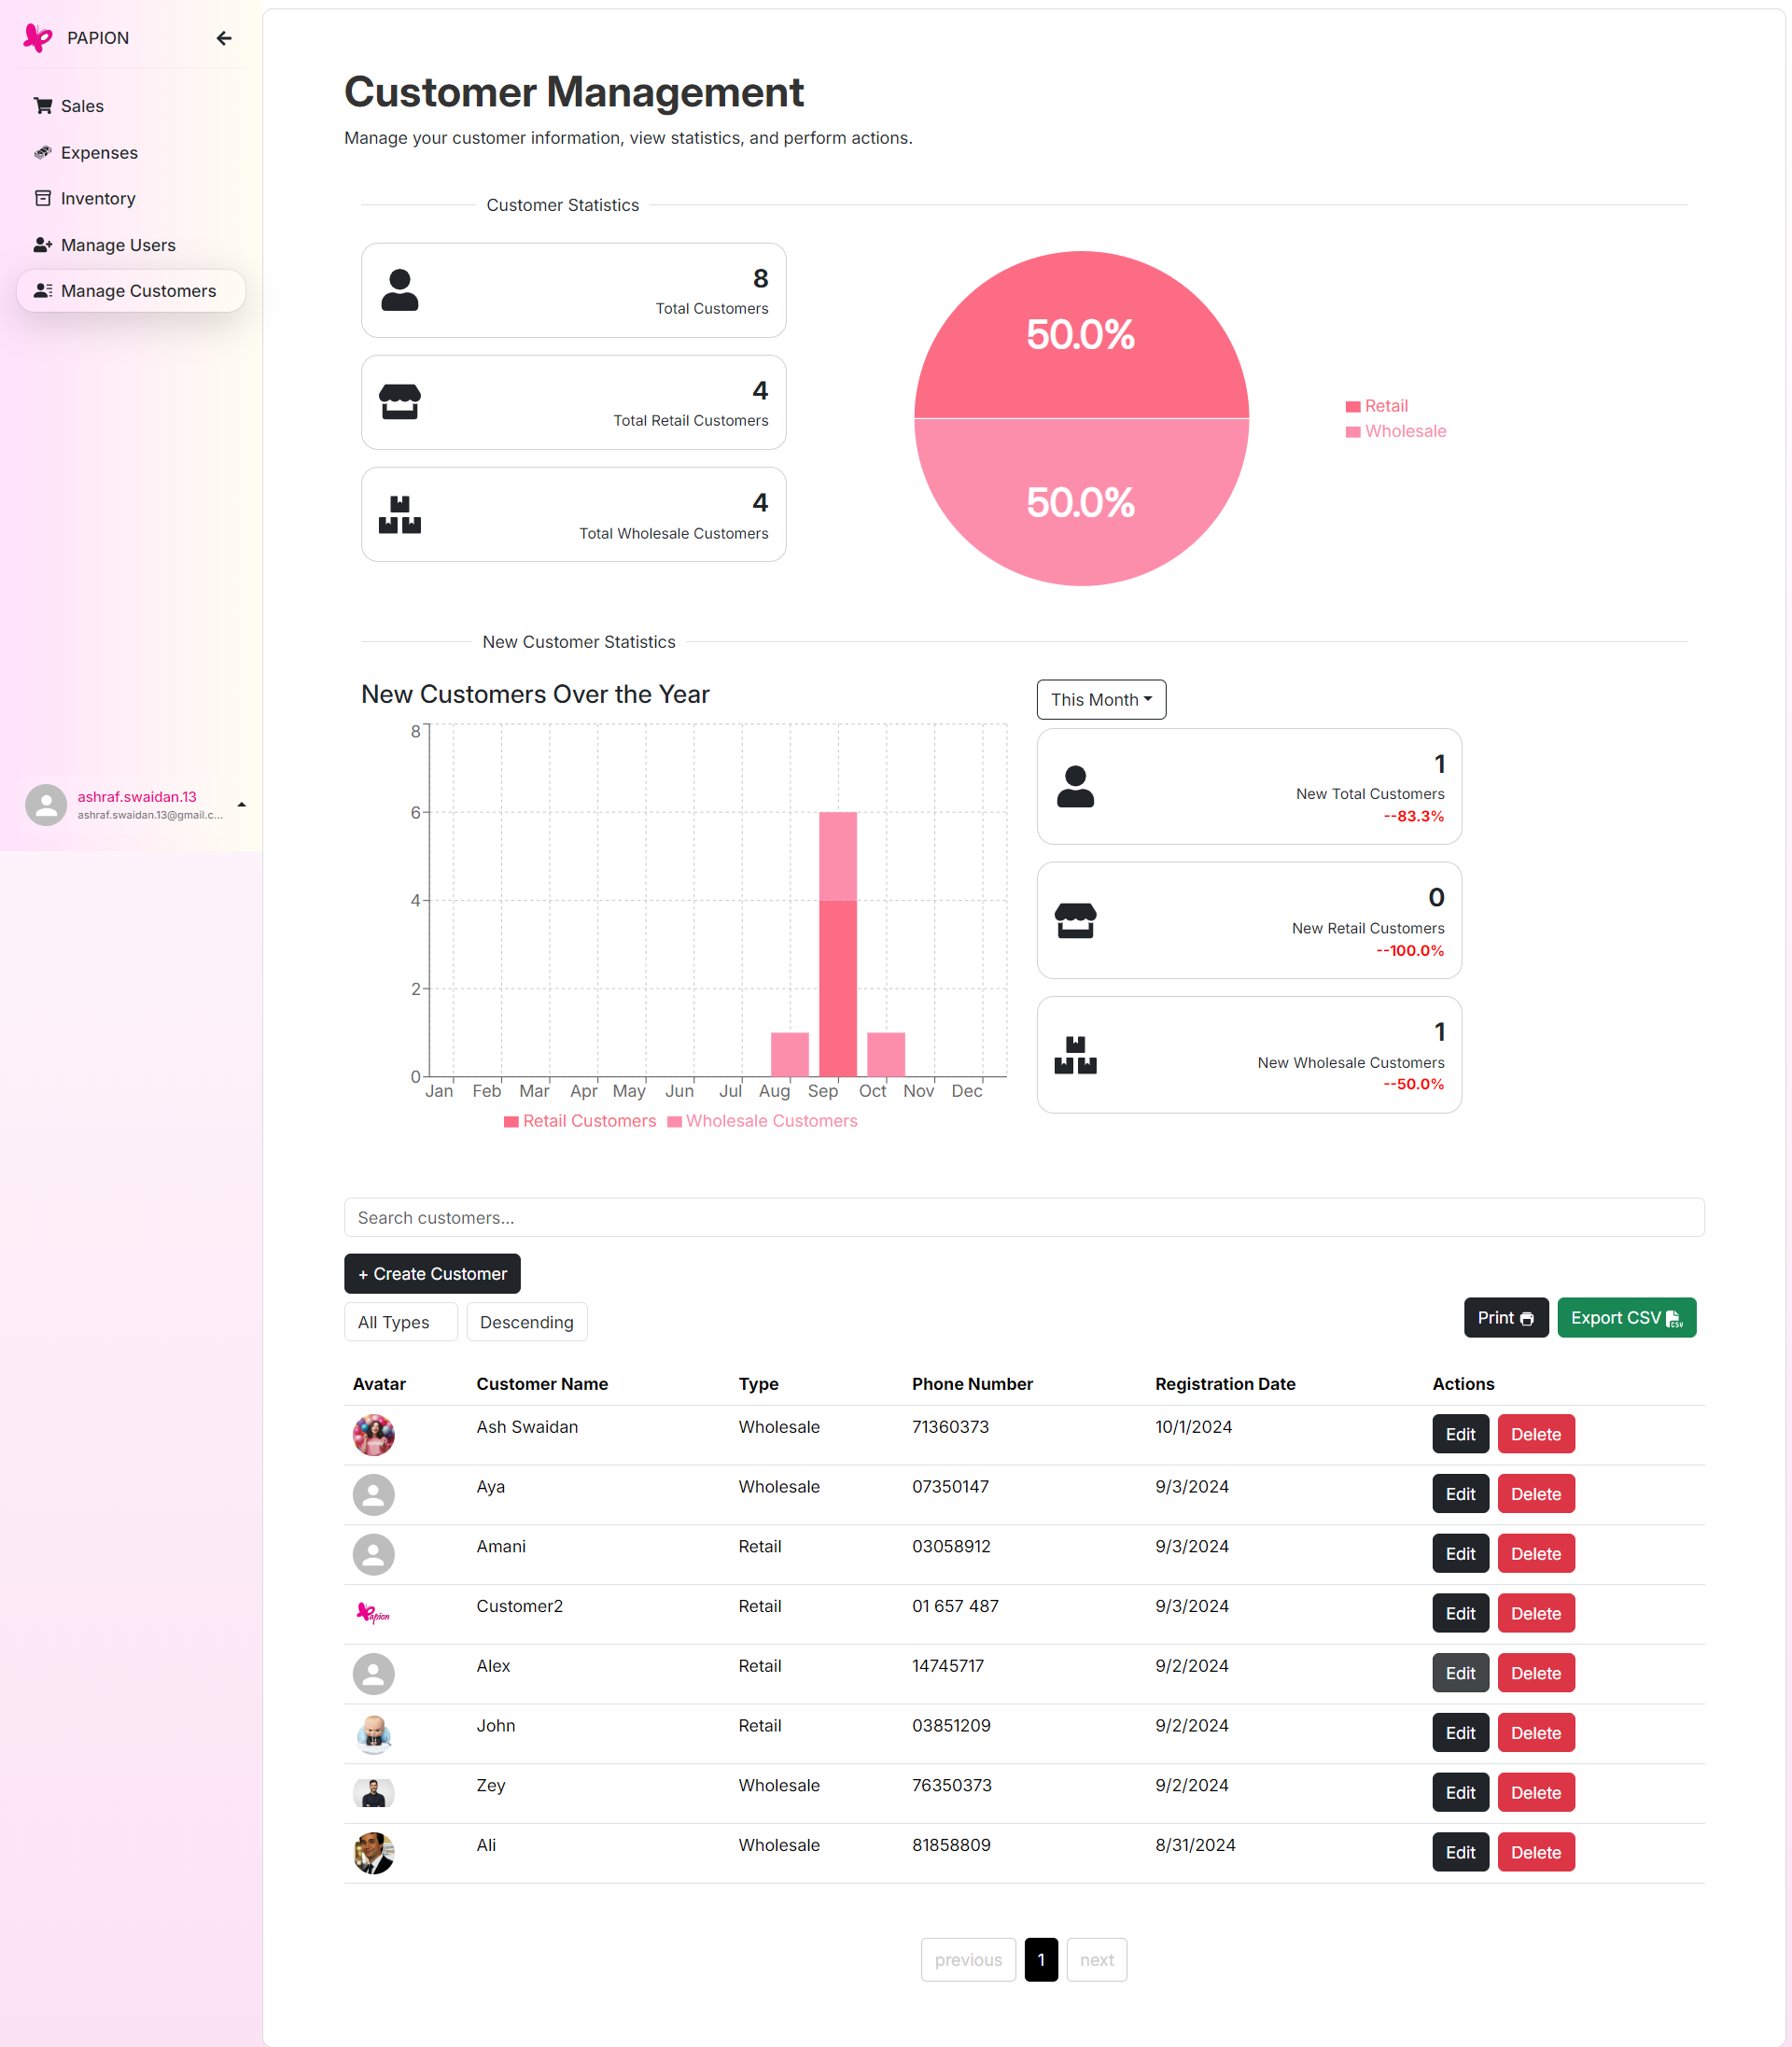 PAPION
Sales
Expenses
Inventory
Manage Users
Manage Customers
ashraf.swaidan.13
ashraf.swaidan.13@gmail.c...
Customer Management
Manage your customer information, view statistics, and perform actions.
Customer Statistics
8
Total Customers
4
Total Retail Customers
4
Total Wholesale Customers
50.0%
50.0%
Retail
Wholesale
New Customer Statistics
New Customers Over the Year
8
6
4
2
0
Jan Feb Mar Apr May Jun Jul Aug Sep Oct Nov Dec
Retail Customers Wholesale Customers
This Month
1
New Total Customers
--83.3%
0
New Retail Customers
--100.0%
1
New Wholesale Customers
--50.0%
Search customers...
+ Create Customer
All Types Descending
Print Export CSV CSV
Avatar Customer Name Type Phone Number Registration Date Actions
Ash Swaidan Wholesale 71360373 10/1/2024 Edit Delete
Aya Wholesale 07350147 9/3/2024 Edit Delete
Amani Retail 03058912 9/3/2024 Edit Delete
Papion Customer2 Retail 01 657 487 9/3/2024 Edit Delete
Alex Retail 14745717 9/2/2024 Edit Delete
John Retail 03851209 9/2/2024 Edit Delete
Zey Wholesale 76350373 9/2/2024 Edit Delete
Ali Wholesale 81858809 8/31/2024 Edit Delete
previous 1 next